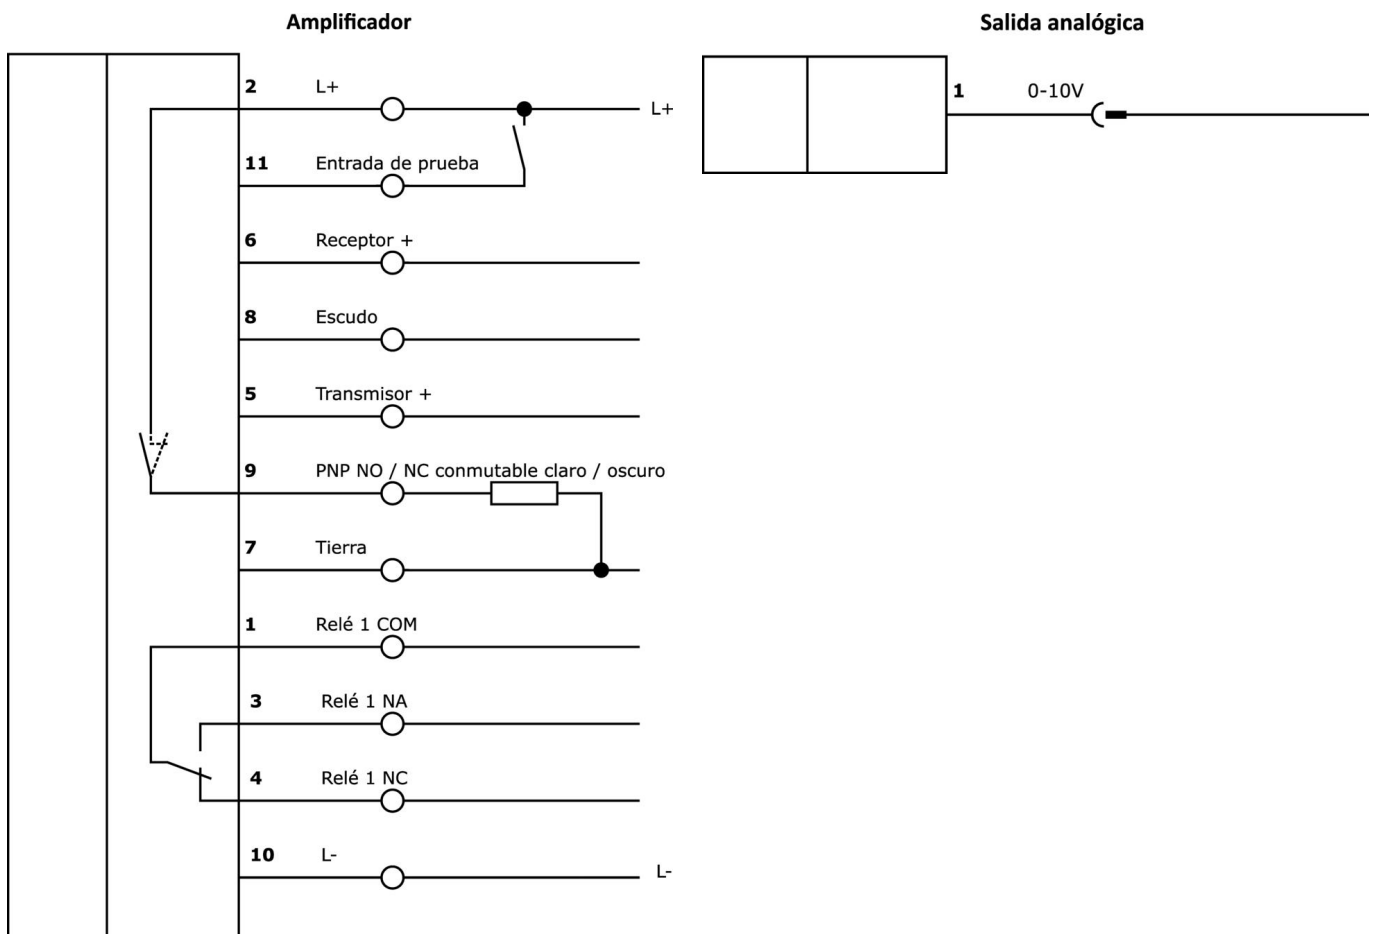 Amplificador
2 L+
L+
11 Entrada de prueba
6 Receptor +
8 Escudo
5 Transmisor +
9 PNP NO / NC conmutable claro / oscuro
7 Tierra
1 Relé 1 COM
3 Relé 1 NA
4 Relé 1 NC
10 L-
L-
Salida analógica
1 0-10V